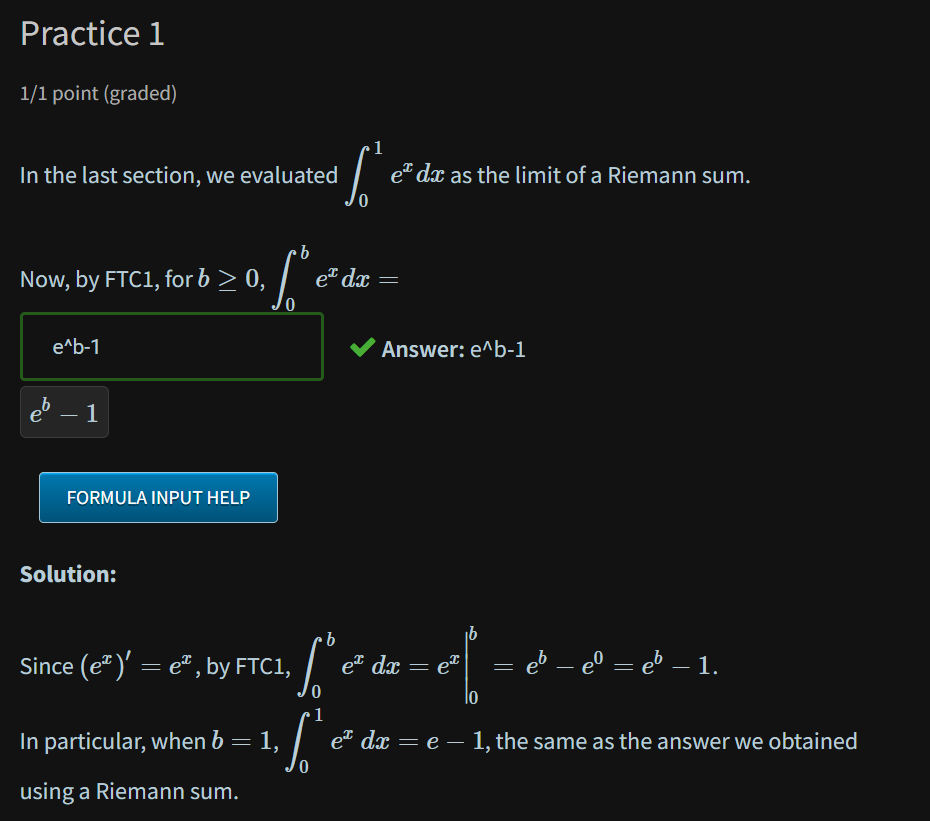 Practice 1
1/1 point (graded)
In the last section, we evaluated ∫₀¹ eˣ dx as the limit of a Riemann sum.
Now, by FTC1, for b ≥ 0, ∫₀ᵇ eˣ dx =
e^b-1
✔ Answer: e^b-1
eᵇ − 1
FORMULA INPUT HELP
Solution:
Since (eˣ)′ = eˣ, by FTC1, ∫₀ᵇ eˣ dx = eˣ|₀ᵇ = eᵇ − e⁰ = eᵇ − 1.
In particular, when b = 1, ∫₀¹ eˣ dx = e − 1, the same as the answer we obtained
using a Riemann sum.